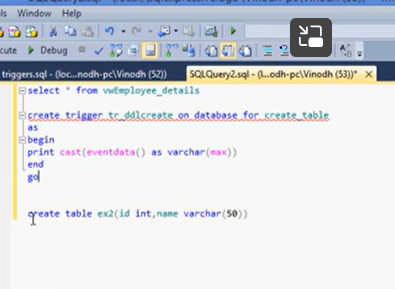 Window Help
Debug
triggers.sql - (loc...odh-pc\Vinodh (52))
SQLQuery2.sql - (l...odh-pc\Vinodh (53))*
select * from vwEmployee_details
create trigger tr_ddlcreate on database for create_table
as
begin
print cast(eventdata() as varchar(max))
end
go
create table ex2(id int,name varchar(50))